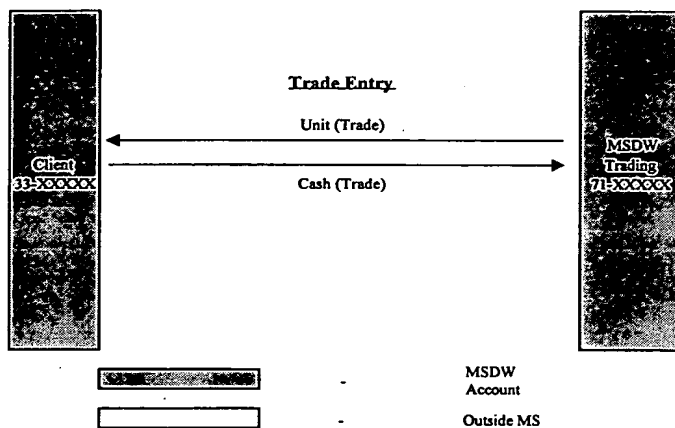 Trade Entry
Unit (Trade)
Client
33-XXXXX
MSDW
Trading
71-XXXXX
Cash (Trade)
- MSDW
Account
- Outside MS